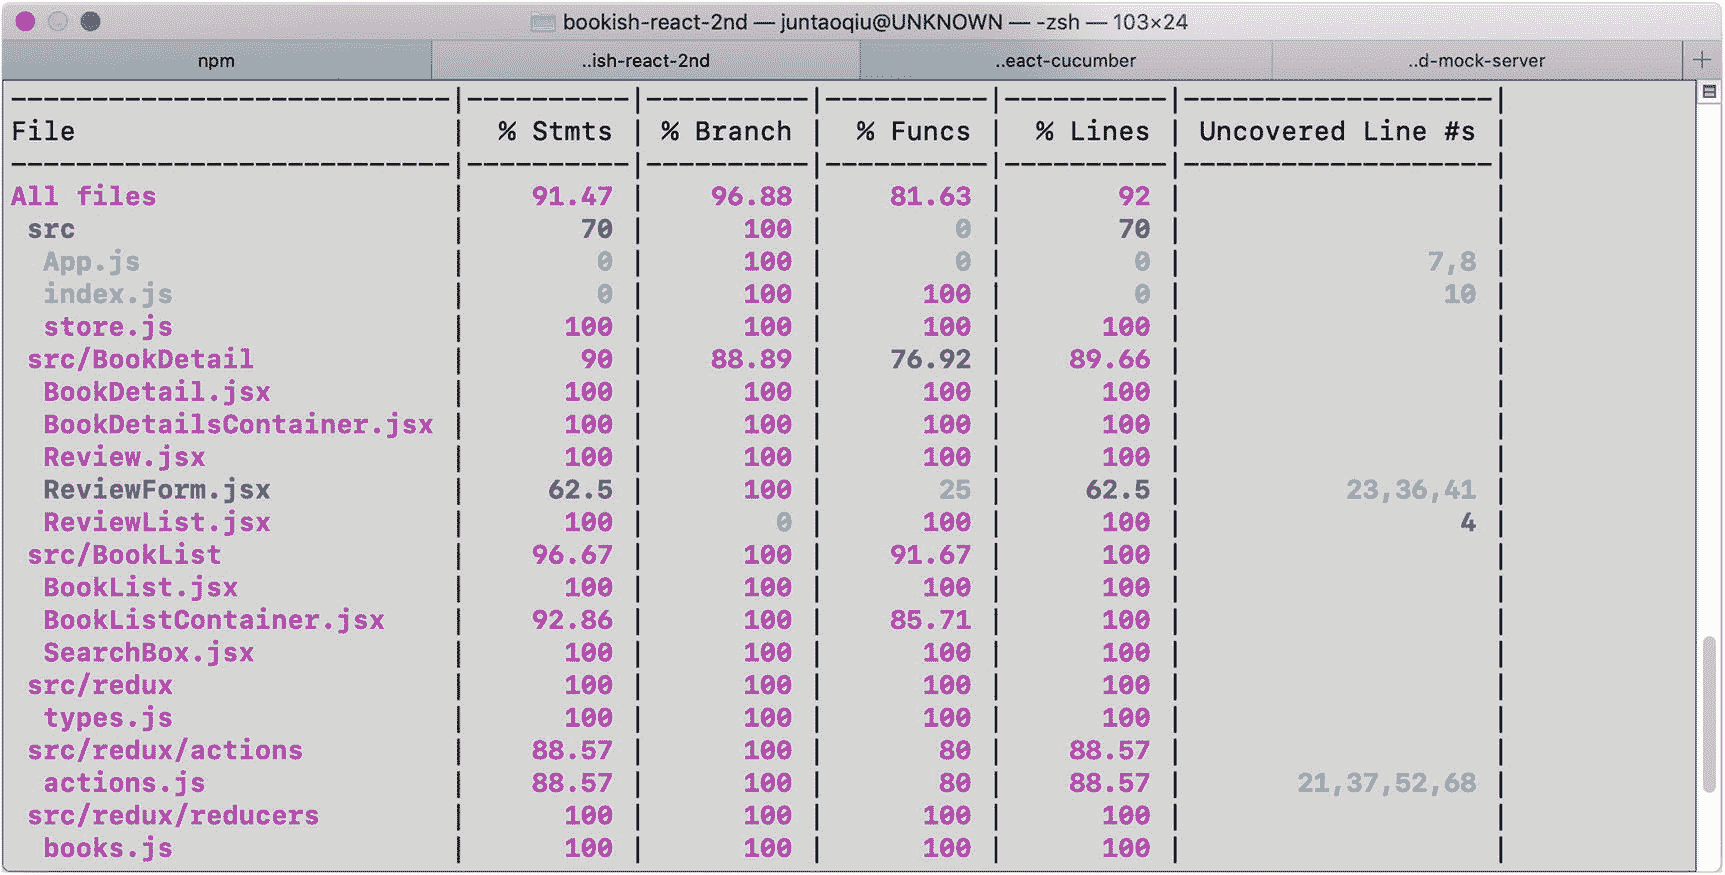 bookish-react-2nd — juntaoqiu@UNKNOWN — -zsh — 103×24
npm ..ish-react-2nd ..eact-cucumber ..d-mock-server +
File | % Stmts | % Branch | % Funcs | % Lines | Uncovered Line #s |
All files | 91.47 | 96.88 | 81.63 | 92 | |
src | 70 | 100 | 0 | 70 | |
App.js | 0 | 100 | 0 | 0 | 7,8 |
index.js | 0 | 100 | 100 | 0 | 10 |
store.js | 100 | 100 | 100 | 100 | |
src/BookDetail | 90 | 88.89 | 76.92 | 89.66 | |
BookDetail.jsx | 100 | 100 | 100 | 100 | |
BookDetailsContainer.jsx | 100 | 100 | 100 | 100 | |
Review.jsx | 100 | 100 | 100 | 100 | |
ReviewForm.jsx | 62.5 | 100 | 25 | 62.5 | 23,36,41 |
ReviewList.jsx | 100 | 0 | 100 | 100 | 4 |
src/BookList | 96.67 | 100 | 91.67 | 100 | |
BookList.jsx | 100 | 100 | 100 | 100 | |
BookListContainer.jsx | 92.86 | 100 | 85.71 | 100 | |
SearchBox.jsx | 100 | 100 | 100 | 100 | |
src/redux | 100 | 100 | 100 | 100 | |
types.js | 100 | 100 | 100 | 100 | |
src/redux/actions | 88.57 | 100 | 80 | 88.57 | |
actions.js | 88.57 | 100 | 80 | 88.57 | 21,37,52,68 |
src/redux/reducers | 100 | 100 | 100 | 100 | |
books.js | 100 | 100 | 100 | 100 | |